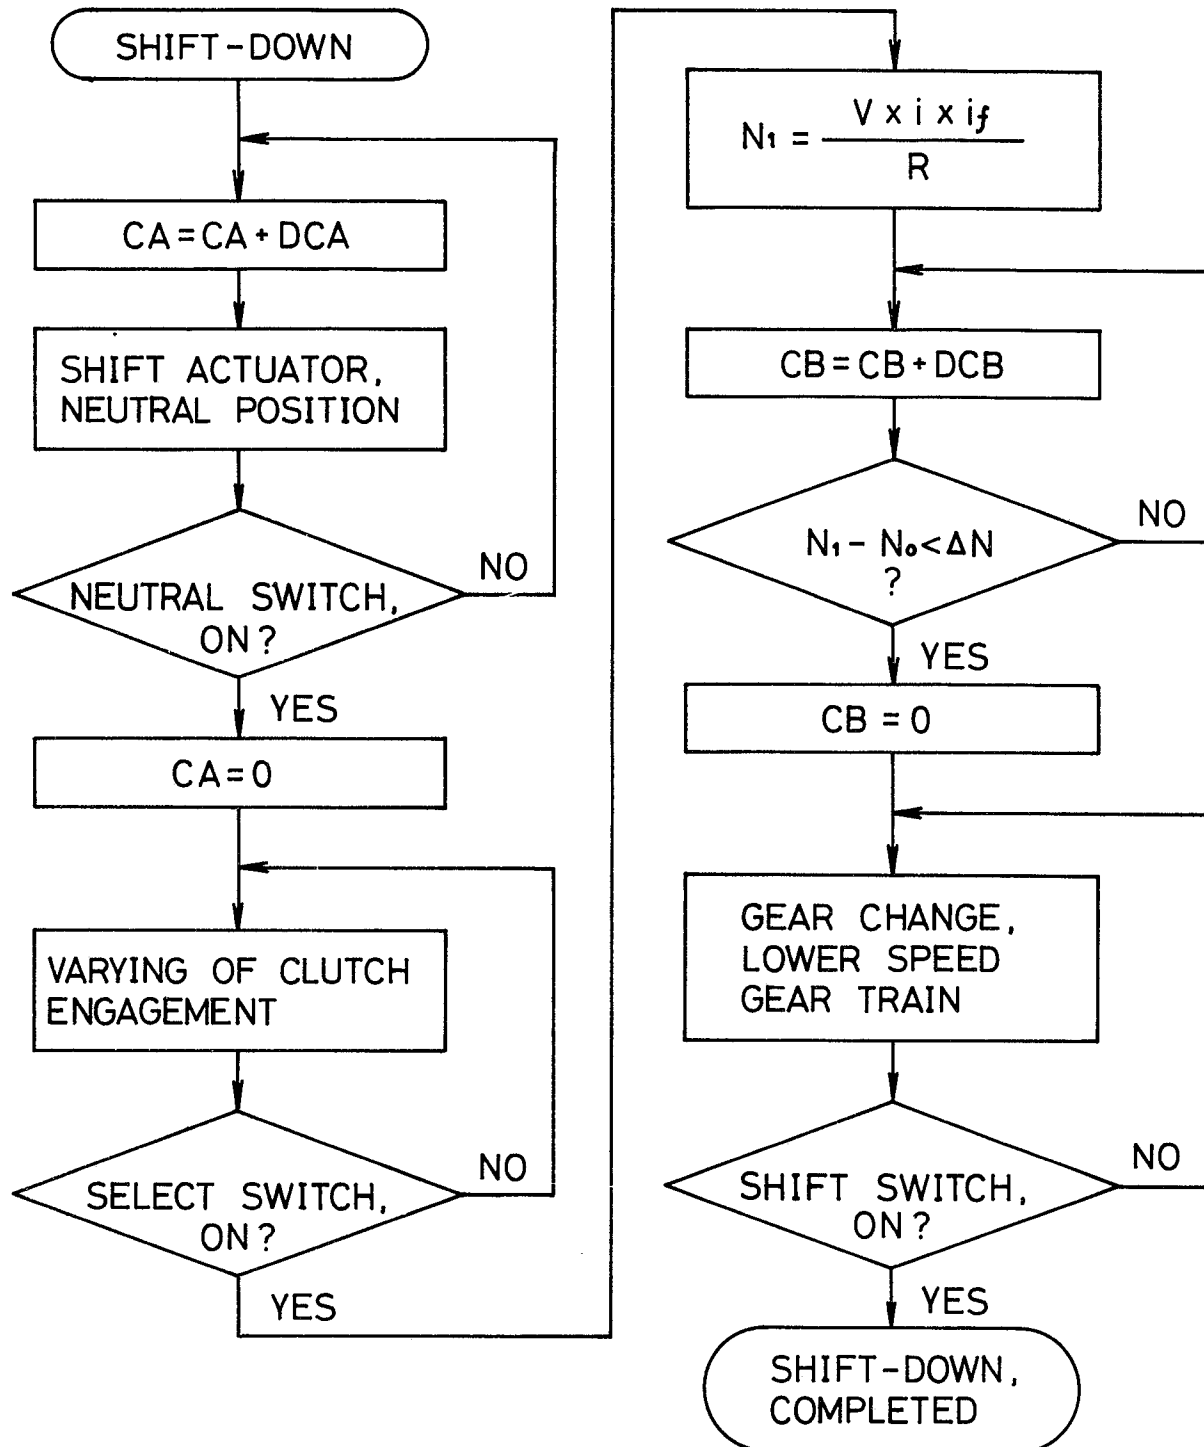 SHIFT-DOWN
CA=CA+DCA
SHIFT ACTUATOR,
NEUTRAL POSITION
NEUTRAL SWITCH,
ON?
NO
YES
CA=0
VARYING OF CLUTCH
ENGAGEMENT
SELECT SWITCH,
ON?
NO
YES
N₁ = V x i x if / R
CB=CB+DCB
N₁-N₀<ΔN
?
NO
YES
CB=0
GEAR CHANGE,
LOWER SPEED
GEAR TRAIN
SHIFT SWITCH,
ON?
NO
YES
SHIFT-DOWN,
COMPLETED